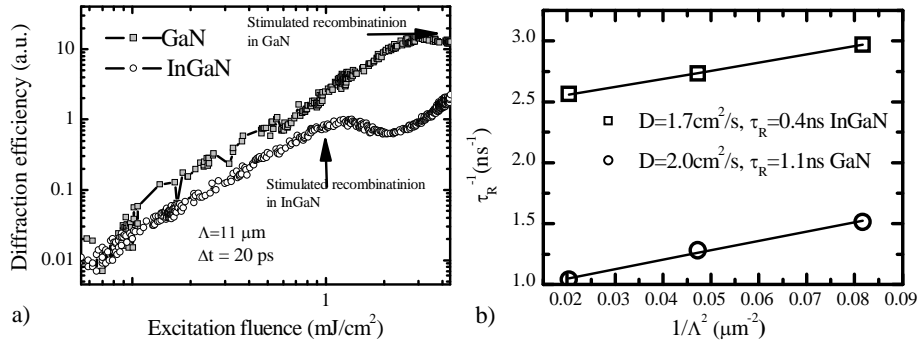 a)
Diffraction efficiency (a.u.)
10
1
0.1
0.01
GaN
InGaN
Stimulated recombinatinion
in GaN
Stimulated recombinatinion
in InGaN
Λ=11 μm
Δt = 20 ps
1
Excitation fluence (mJ/cm²)
b)
τR⁻¹ (ns⁻¹)
3.0
2.5
2.0
1.5
1.0
D=1.7cm²/s, τR=0.4ns InGaN
D=2.0cm²/s, τR=1.1ns GaN
0.02 0.03 0.04 0.05 0.06 0.07 0.08 0.09
1/Λ² (μm⁻²)